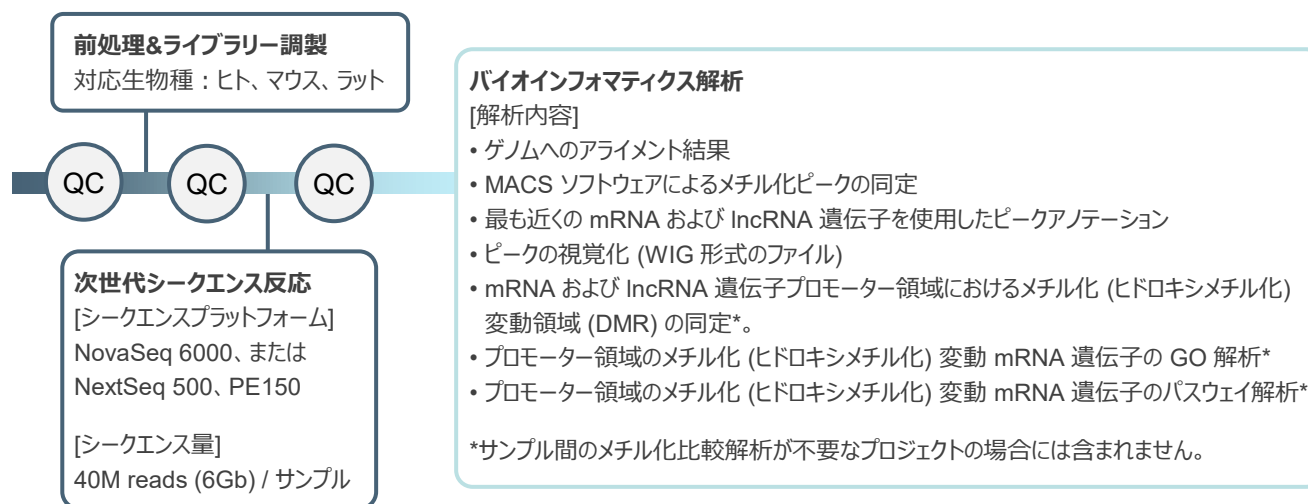 前処理&ライブラリー調製
対応生物種：ヒト、マウス、ラット
QC
QC
QC
次世代シークエンス反応
[シークエンスプラットフォーム]
NovaSeq 6000、または
NextSeq 500、PE150
[シークエンス量]
40M reads (6Gb) / サンプル
バイオインフォマティクス解析
[解析内容]
• ゲノムへのアライメント結果
• MACS ソフトウェアによるメチル化ピークの同定
• 最も近くの mRNA および lncRNA 遺伝子を使用したピークアノテーション
• ピークの視覚化 (WIG 形式のファイル)
• mRNA および lncRNA 遺伝子プロモーター領域におけるメチル化 (ヒドロキシメチル化)
変動領域 (DMR) の同定*。
• プロモーター領域のメチル化 (ヒドロキシメチル化) 変動 mRNA 遺伝子の GO 解析*
• プロモーター領域のメチル化 (ヒドロキシメチル化) 変動 mRNA 遺伝子のパスウェイ解析*
*サンプル間のメチル化比較解析が不要なプロジェクトの場合には含まれません。